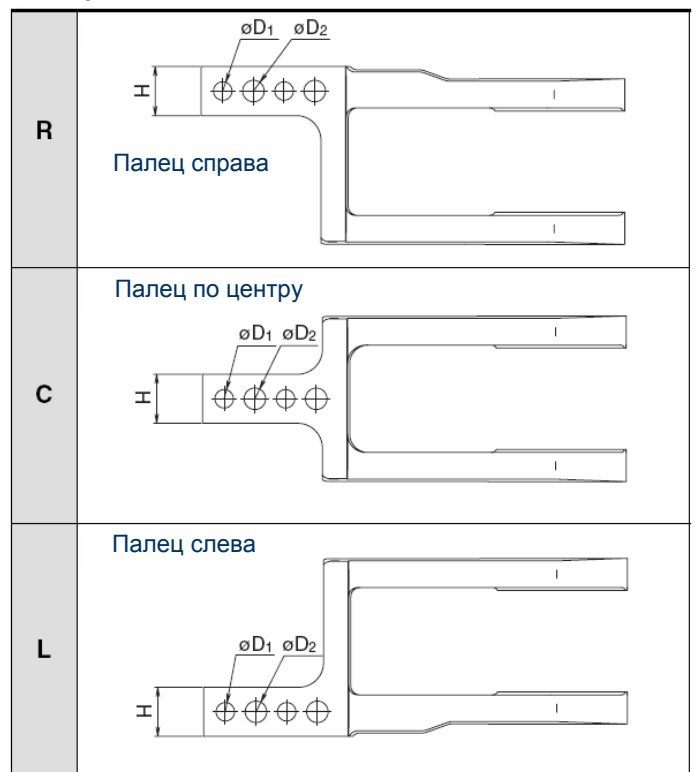 øD1 øD2
H
R
Палец справа
Палец по центру
øD1 øD2
H
C
Палец слева
øD1 øD2
H
L